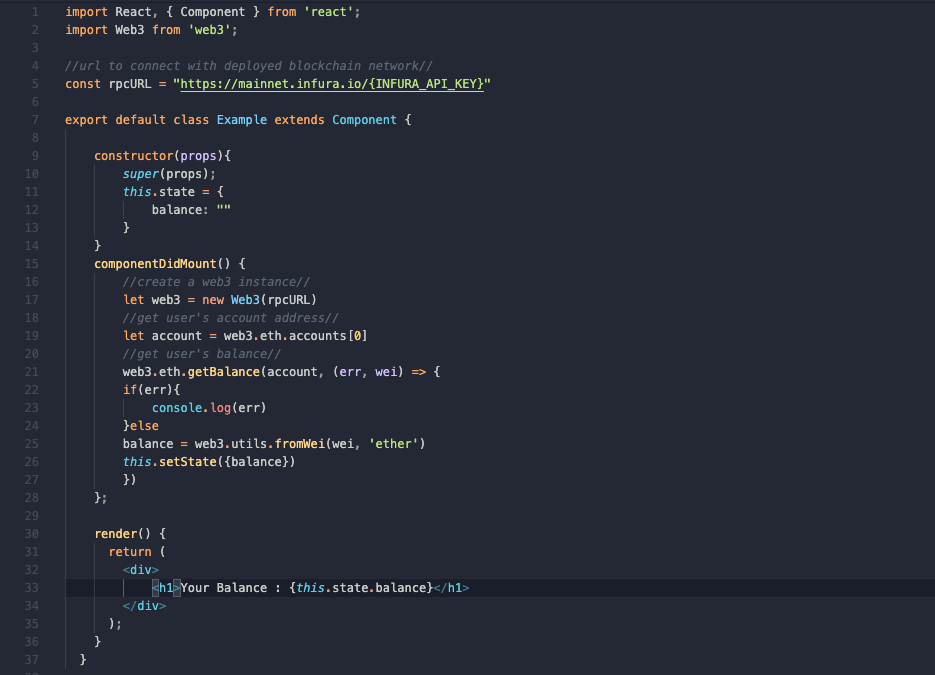 1 import React, { Component } from 'react';
2 import Web3 from 'web3';
3
4 //url to connect with deployed blockchain network//
5 const rpcURL = "https://mainnet.infura.io/{INFURA_API_KEY}"
6
7 export default class Example extends Component {
8
9 constructor(props){
10 super(props);
11 this.state = {
12 balance: ""
13 }
14 }
15 componentDidMount() {
16 //create a web3 instance//
17 let web3 = new Web3(rpcURL)
18 //get user's account address//
19 let account = web3.eth.accounts[0]
20 //get user's balance//
21 web3.eth.getBalance(account, (err, wei) => {
22 if(err){
23 console.log(err)
24 }else
25 balance = web3.utils.fromWei(wei, 'ether')
26 this.setState({balance})
27 })
28 };
29
30 render() {
31 return (
32 <div>
33 <h1>Your Balance : {this.state.balance}</h1>
34 </div>
35 );
36 }
37 }